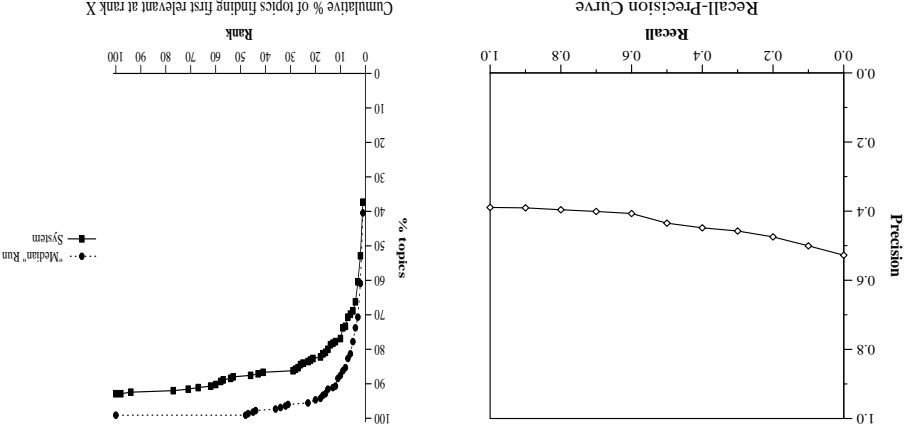 1.0
0.8
0.6
0.4
0.2
0.0
Precision
0.0 0.2 0.4 0.6 0.8 1.0
Recall
Recall-Precision Curve
100
90
80
70
60
50
40
30
20
10
0
% topics
"Median" Run
System
0 10 20 30 40 50 60 70 80 90 100
Rank
Cumulative % of topics finding first relevant at rank X